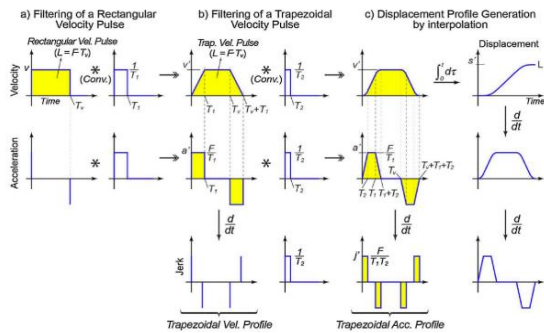 a) Filtering of a Rectangular
Velocity Pulse
b) Filtering of a Trapezoidal
Velocity Pulse
c) Displacement Profile Generation
by interpolation
Rectangular Vel. Pulse
(L = F·Tᵥ)
Velocity
v
*
(Conv.)
1/T₁
Time
Tᵥ
T₁
Trap. Vel. Pulse
(L = F·Tᵥ)
v'
*
(Conv.)
1/T₂
T₁
Tᵥ
Tᵥ+T₁
T₂
v'
∫₀ᵗ dτ
Displacement
s'
L
Time
d/dt
Acceleration
*
a'
F/T₁
T₁
*
1/T₂
T₂
a'
F/T₁
Tᵥ
Tᵥ+T₁+T₂
T₂ T₁ T₁+T₂
d/dt
d/dt
d/dt
Jerk
1/T₂
j'
F/T₁T₂
Trapezoidal Vel. Profile
Trapezoidal Acc. Profile